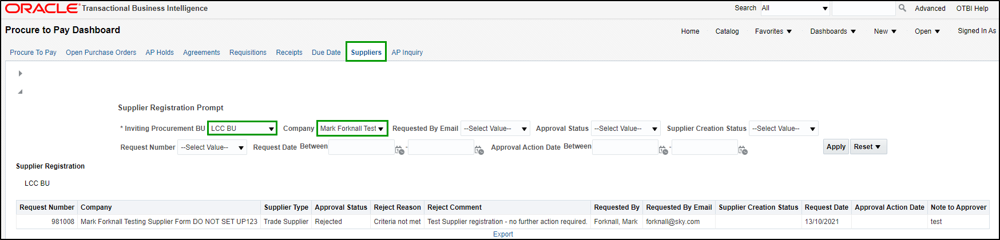 ORACLE Transactional Business Intelligence Search All Advanced OTBI Help
Procure to Pay Dashboard Home Catalog Favorites Dashboards New Open Signed In As
Procure To Pay Open Purchase Orders AP Holds Agreements Requisitions Receipts Due Date Suppliers AP Inquiry
Supplier Registration Prompt
* Inviting Procurement BU LCC BU Company Mark Forknall Test Requested By Email --Select Value-- Approval Status --Select Value-- Supplier Creation Status --Select Value--
Request Number --Select Value-- Request Date Between - Approval Action Date Between - Apply Reset
Supplier Registration
LCC BU
Request Number Company Supplier Type Approval Status Reject Reason Reject Comment Requested By Requested By Email Supplier Creation Status Request Date Approval Action Date Note to Approver
981008 Mark Forknall Testing Supplier Form DO NOT SET UP123 Trade Supplier Rejected Criteria not met Test Supplier registration - no further action required. Forknall, Mark forknall@sky.com 13/10/2021 test
Export